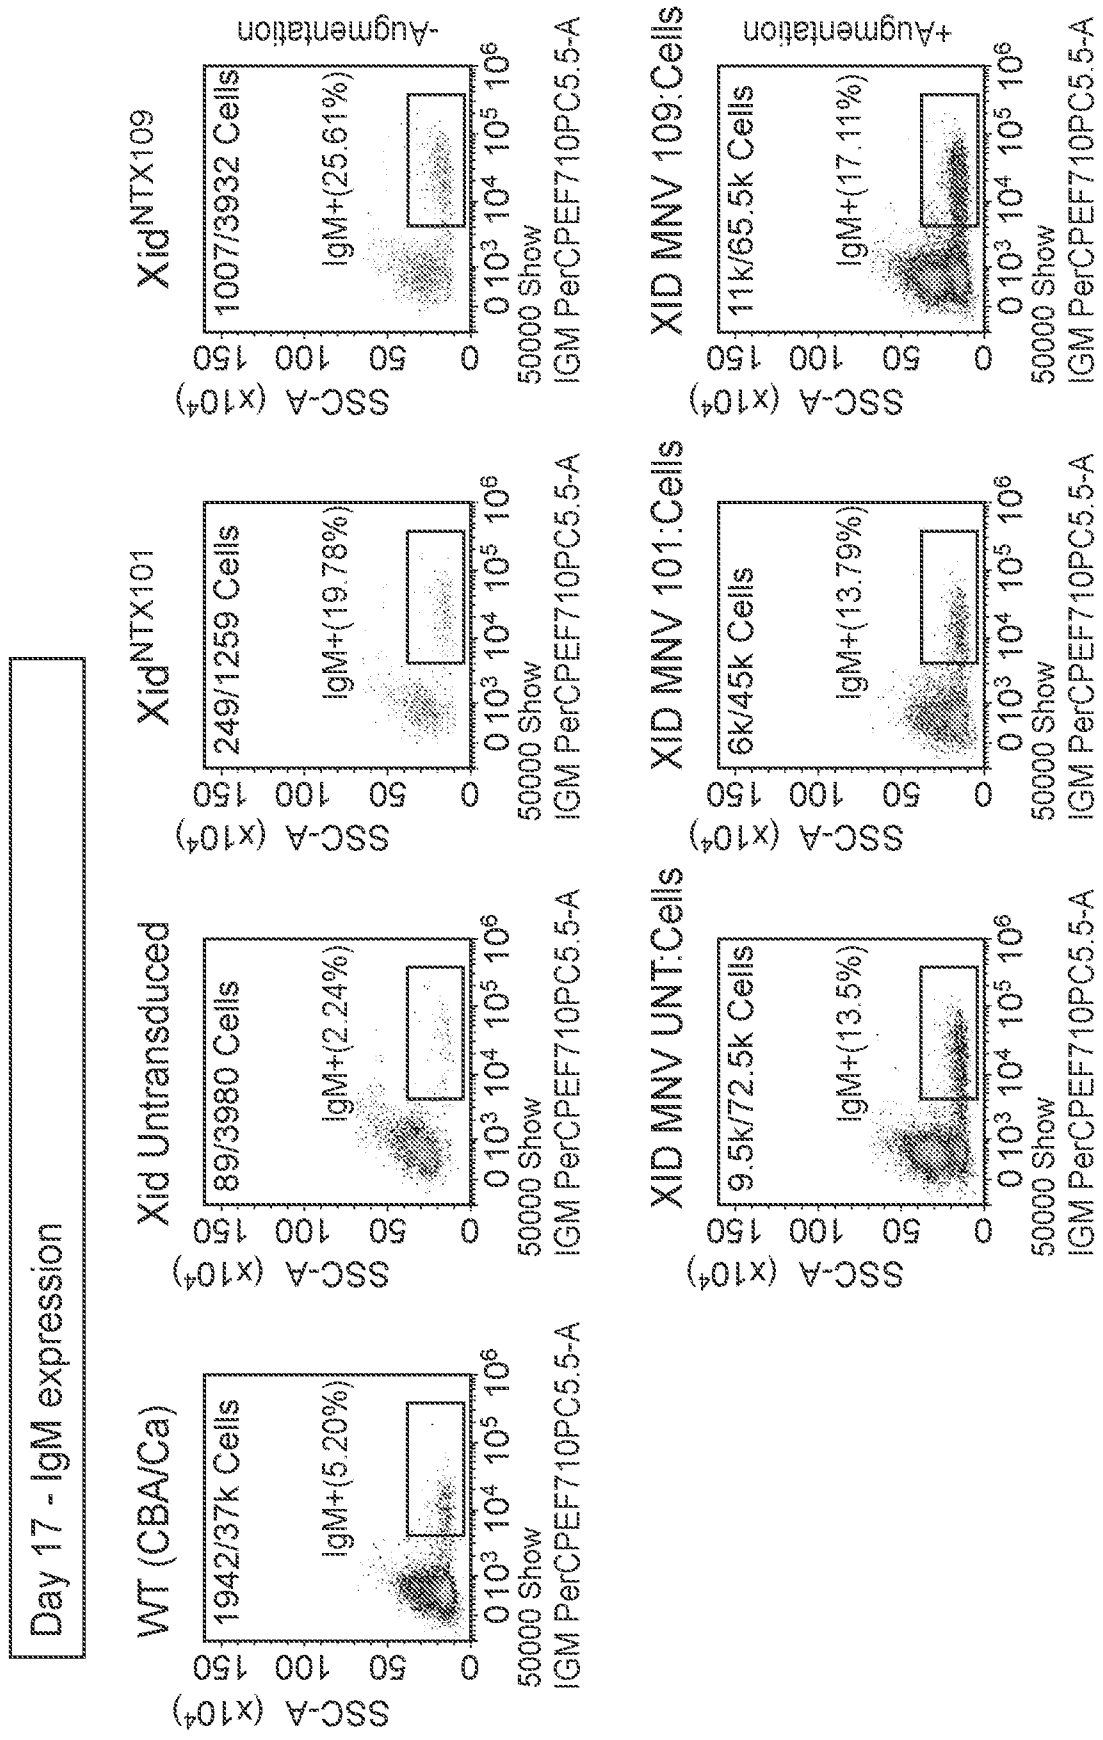 Day 17 - IgM expression
WT (CBA/Ca)
1942/37k Cells
IgM+(5.20%)
SSC-A (x10⁴)
150
100
50
0
0 10³ 10⁴ 10⁵ 10⁶
50000 Show
IGM PerCPEEF710PC5.5-A
Xid Untransduced
89/3980 Cells
IgM+(2.24%)
SSC-A (x10⁴)
150
100
50
0
0 10³ 10⁴ 10⁵ 10⁶
50000 Show
IGM PerCPEEF710PC5.5-A
Xid^NTX101
249/1259 Cells
IgM+(19.78%)
SSC-A (x10⁴)
150
100
50
0
0 10³ 10⁴ 10⁵ 10⁶
50000 Show
IGM PerCPEEF710PC5.5-A
Xid^NTX109
1007/3932 Cells
IgM+(25.61%)
SSC-A (x10⁴)
150
100
50
0
0 10³ 10⁴ 10⁵ 10⁶
50000 Show
IGM PerCPEEF710PC5.5-A
-Augmentation
XID MNV UNT:Cells
9.5k/72.5k Cells
IgM+(13.5%)
SSC-A (x10⁴)
150
100
50
0
0 10³ 10⁴ 10⁵ 10⁶
50000 Show
IGM PerCPEEF710PC5.5-A
XID MNV 101:Cells
6k/45k Cells
IgM+(13.79%)
SSC-A (x10⁴)
150
100
50
0
0 10³ 10⁴ 10⁵ 10⁶
50000 Show
IGM PerCPEEF710PC5.5-A
XID MNV 109:Cells
11k/65.5k Cells
IgM+(17.11%)
SSC-A (x10⁴)
150
100
50
0
0 10³ 10⁴ 10⁵ 10⁶
50000 Show
IGM PerCPEEF710PC5.5-A
+Augmentation